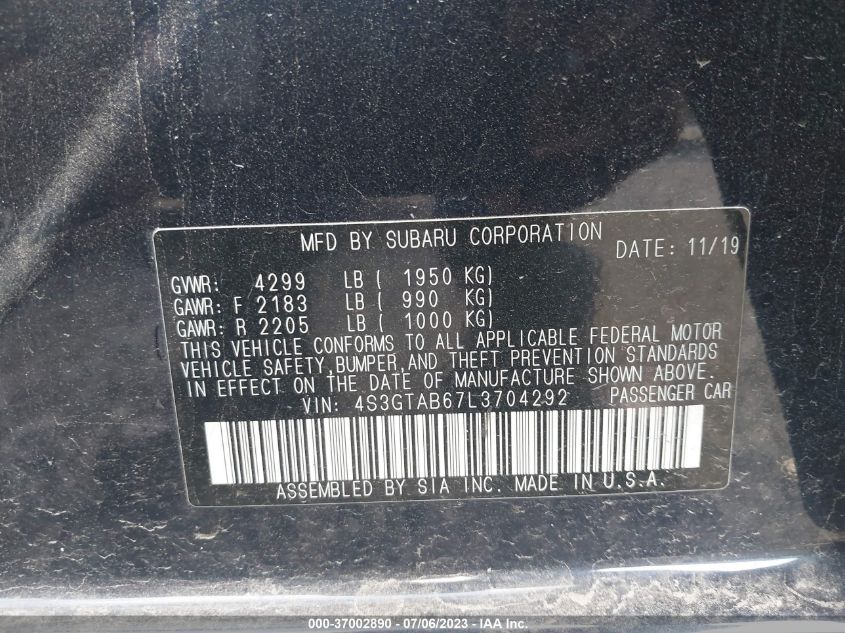 MFD BY SUBARU CORPORATION DATE: 11/19
GVWR: 4299 LB ( 1950 KG)
GAWR: F 2183 LB ( 990 KG)
GAWR: R 2205 LB ( 1000 KG)
THIS VEHICLE CONFORMS TO ALL APPLICABLE FEDERAL MOTOR
VEHICLE SAFETY,BUMPER,AND THEFT PREVENTION STANDARDS
IN EFFECT ON THE DATE OF MANUFACTURE SHOWN ABOVE.
VIN: 4S3GTAB67L3704292 PASSENGER CAR
ASSEMBLED BY SIA INC. MADE IN U.S.A.
000-37002890 - 07/06/2023 - IAA Inc.